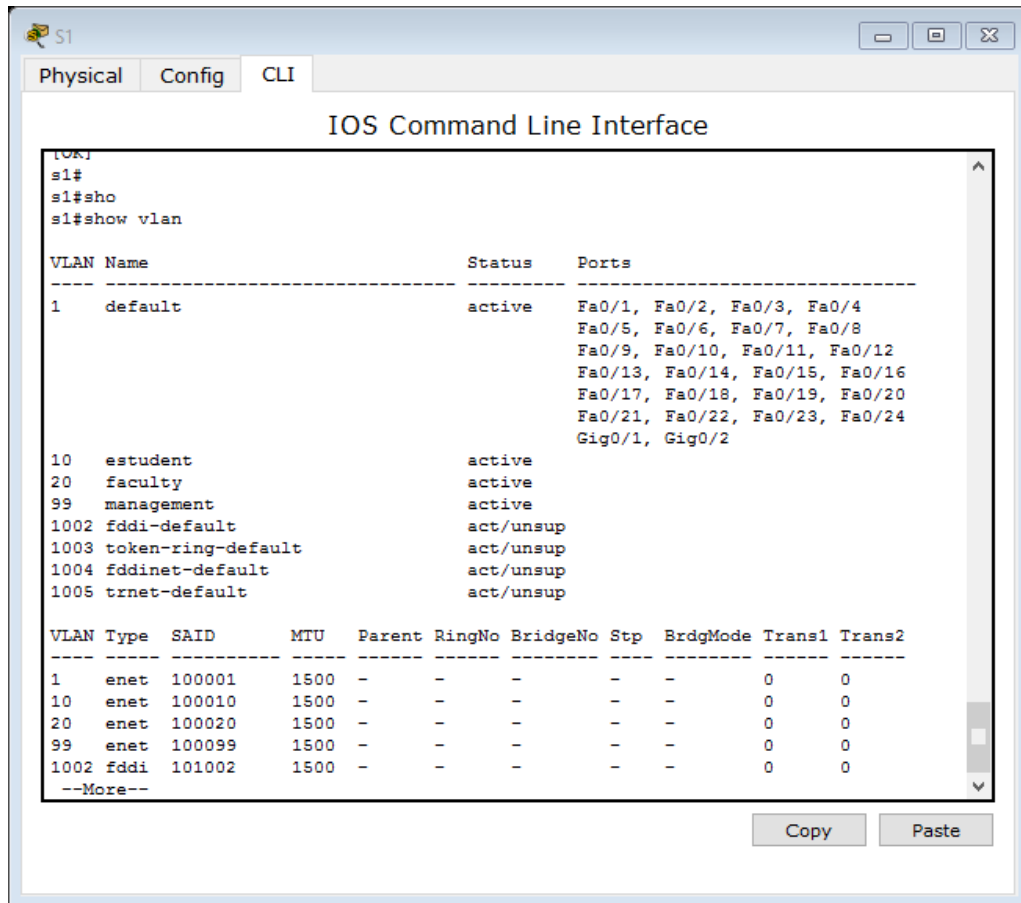 S1
Physical Config CLI
IOS Command Line Interface
[OK]
s1#
s1#sho
s1#show vlan
VLAN Name Status Ports
---- -------------------------------- --------- -------------------------------
1 default active Fa0/1, Fa0/2, Fa0/3, Fa0/4
Fa0/5, Fa0/6, Fa0/7, Fa0/8
Fa0/9, Fa0/10, Fa0/11, Fa0/12
Fa0/13, Fa0/14, Fa0/15, Fa0/16
Fa0/17, Fa0/18, Fa0/19, Fa0/20
Fa0/21, Fa0/22, Fa0/23, Fa0/24
Gig0/1, Gig0/2
10 estudent active
20 faculty active
99 management active
1002 fddi-default act/unsup
1003 token-ring-default act/unsup
1004 fddinet-default act/unsup
1005 trnet-default act/unsup
VLAN Type SAID MTU Parent RingNo BridgeNo Stp BrdgMode Trans1 Trans2
---- ----- ---------- ----- ------ ------ -------- ---- -------- ------ ------
1 enet 100001 1500 - - - - - 0 0
10 enet 100010 1500 - - - - - 0 0
20 enet 100020 1500 - - - - - 0 0
99 enet 100099 1500 - - - - - 0 0
1002 fddi 101002 1500 - - - - - 0 0
--More--
Copy Paste